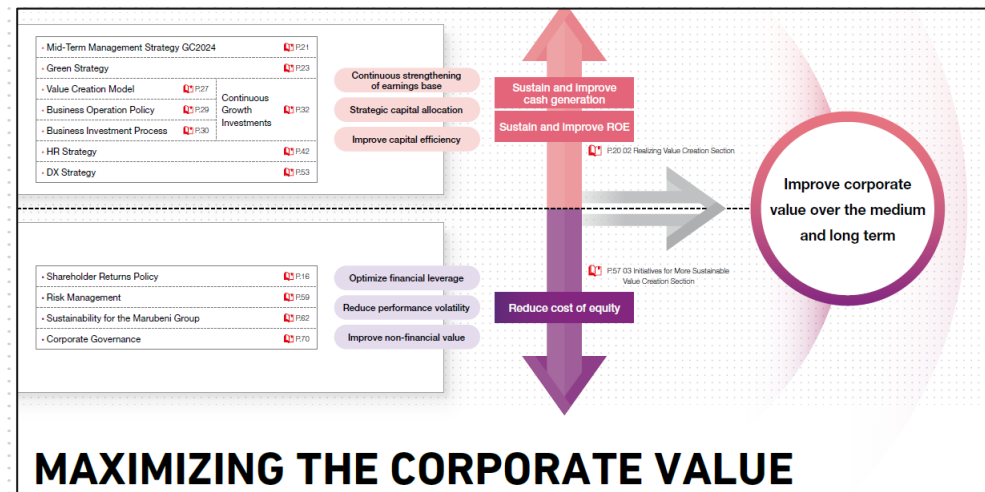 · Mid-Term Management Strategy GC2024 P.21
· Green Strategy P.23
· Value Creation Model P.27
· Business Operation Policy P.29
· Business Investment Process P.30
Continuous
Growth
Investments
P.32
· HR Strategy P.42
· DX Strategy P.53
Continuous strengthening
of earnings base
Strategic capital allocation
Improve capital efficiency
Sustain and improve
cash generation
Sustain and improve ROE
P.20 02 Realizing Value Creation Section
· Shareholder Returns Policy P.16
· Risk Management P.59
· Sustainability for the Marubeni Group P.62
· Corporate Governance P.70
Optimize financial leverage
Reduce performance volatility
Improve non-financial value
P.57 03 Initiatives for More Sustainable
Value Creation Section
Reduce cost of equity
Improve corporate
value over the medium
and long term
MAXIMIZING THE CORPORATE VALUE